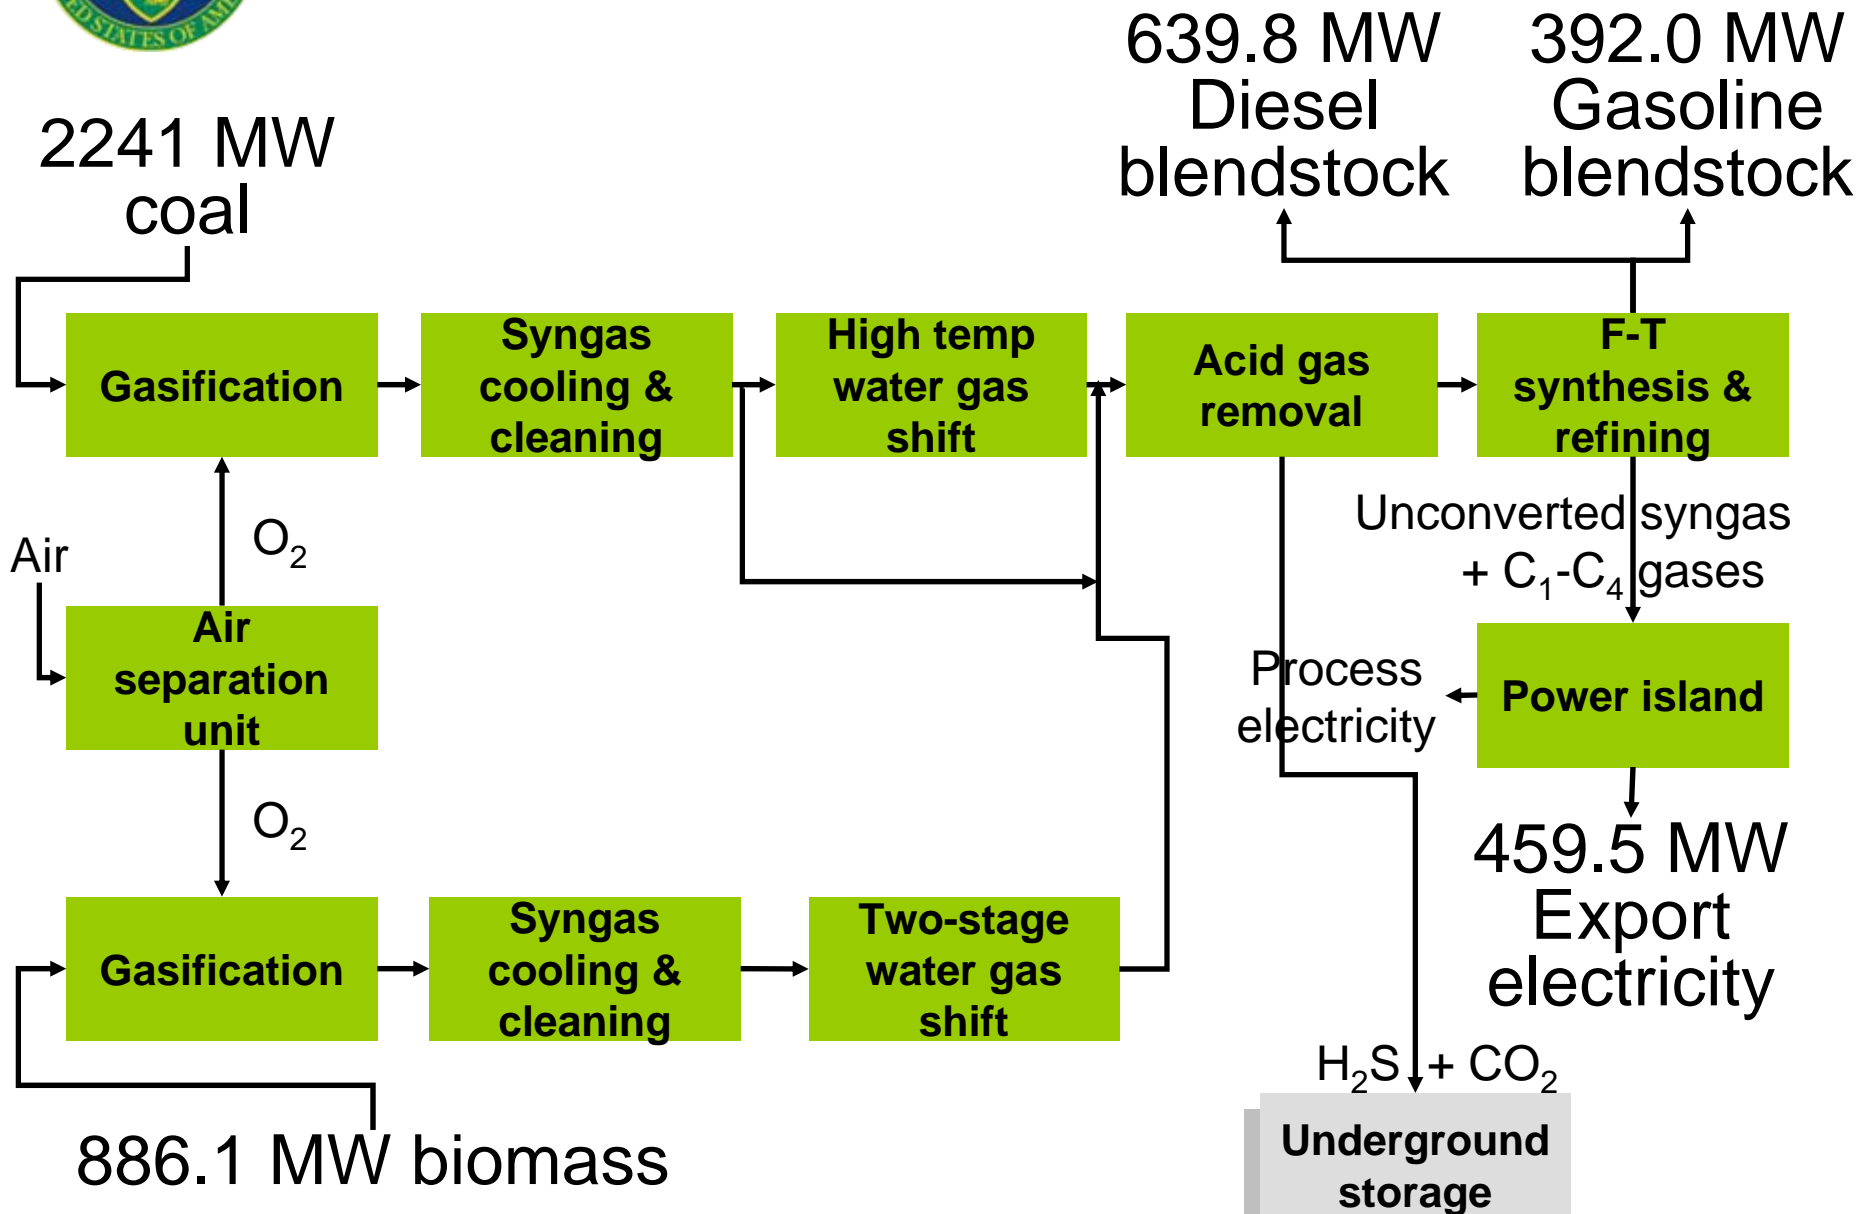 STATES OF AME
639.8 MW
Diesel
blendstock
392.0 MW
Gasoline
blendstock
2241 MW
coal
Gasification
Syngas
cooling &
cleaning
High temp
water gas
shift
Acid gas
removal
F-T
synthesis &
refining
Unconverted syngas
+ C₁-C₄ gases
O₂
Air
Air
separation
unit
Process
electricity
Power island
O₂
459.5 MW
Export
electricity
Gasification
Syngas
cooling &
cleaning
Two-stage
water gas
shift
H₂S + CO₂
Underground
storage
886.1 MW biomass